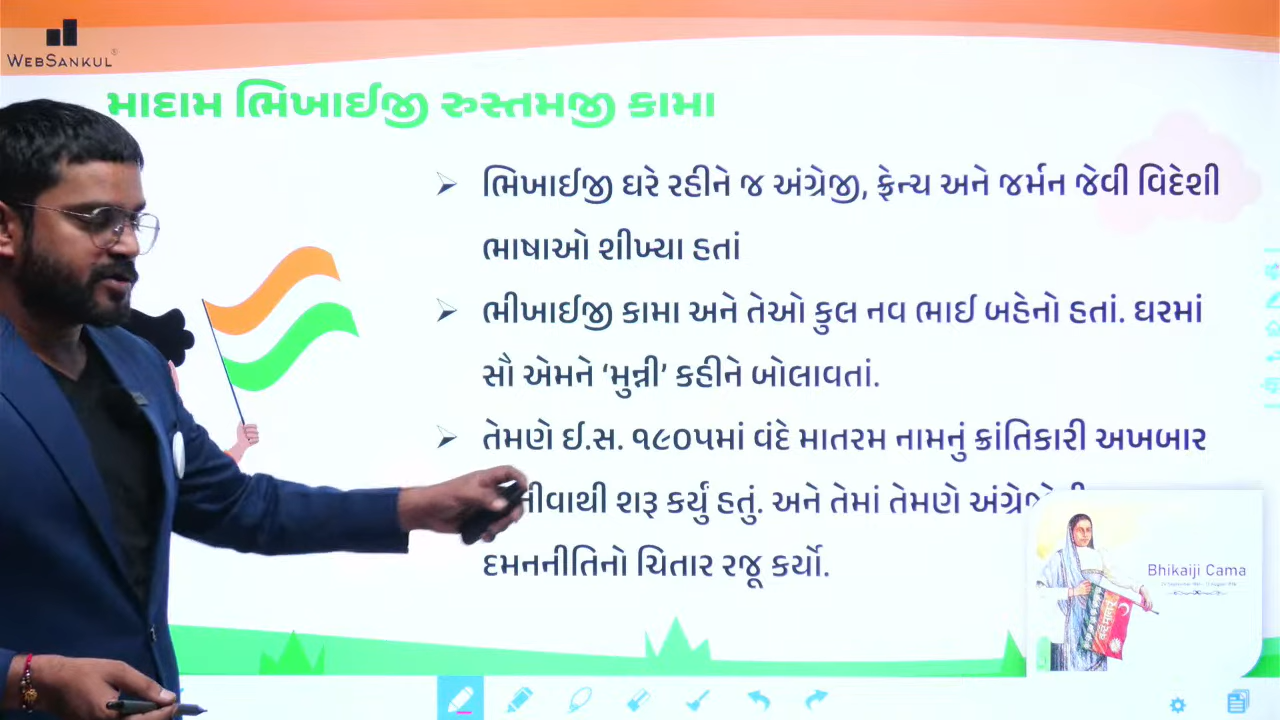 WEBSANKUL
માદામ ભિખાઈજી રુસ્તમજી કામા
ભિખાઈજી ઘરે રહીને જ અંગ્રેજી, ફ્રેન્ચ અને જર્મન જેવી વિદેશી
ભાષાઓ શીખ્યા હતાં
ભીખાઈજી કામા અને તેઓ કુલ નવ ભાઈ બહેનો હતાં. ઘરમાં
સૌ એમને ‘મુન્ની’ કહીને બોલાવતાં.
તેમણે ઈ.સ. ૧૯૦૫માં વંદે માતરમ નામનું ક્રાંતિકારી અખબાર
શરૂ કર્યું હતું. અને તેમાં તેમણે
દમનનીતિનો ચિતાર રજૂ કર્યો.
Bhikaiji Cama